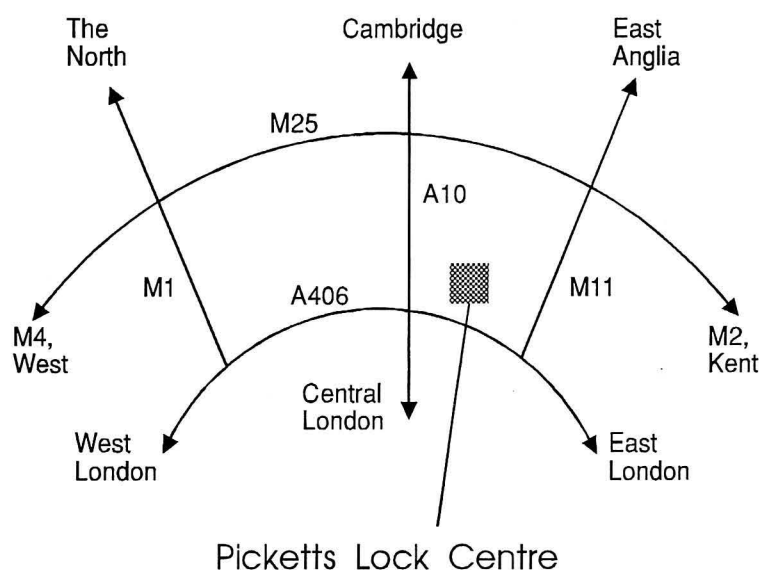 The
North
Cambridge
East
Anglia
M25
A10
M1
A406
M11
M4,
West
M2,
Kent
Central
London
West
London
East
London
Picketts Lock Centre